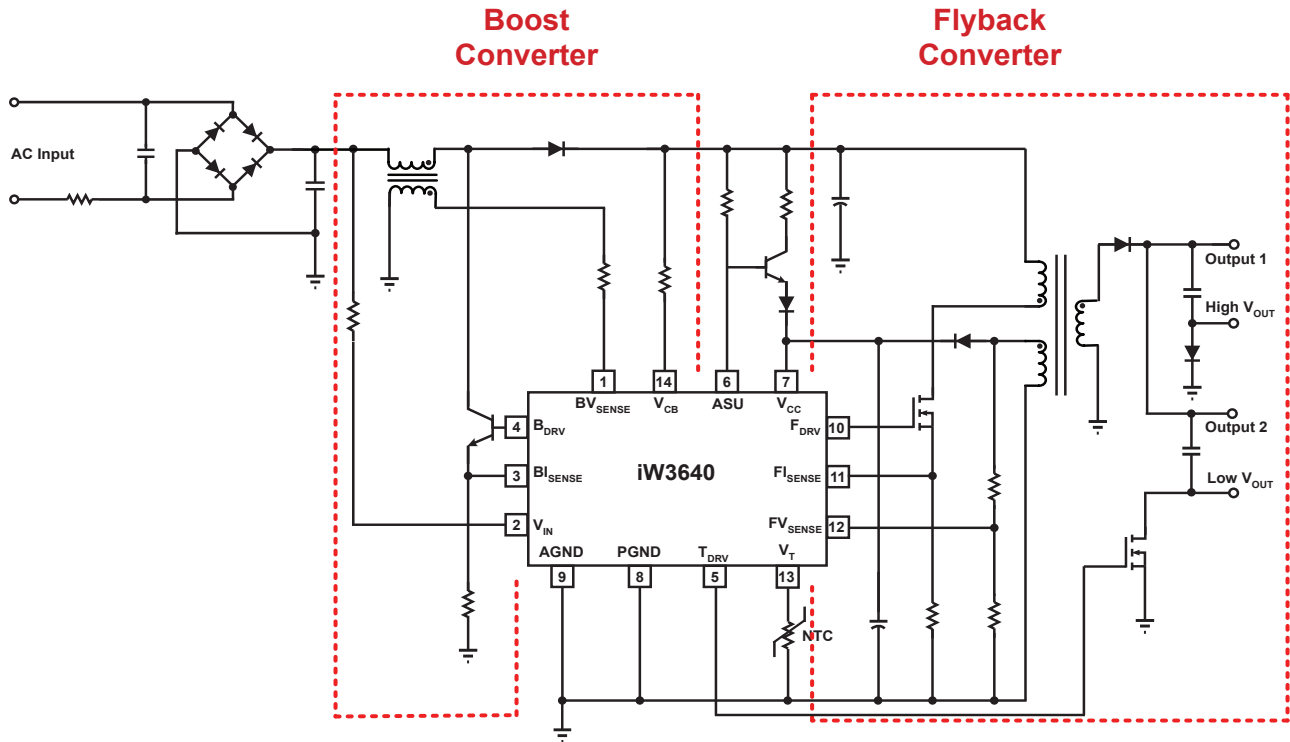 Boost
Converter
Flyback
Converter
AC Input
Output 1
High VOUT
Output 2
Low VOUT
1
14
6
7
BVSENSE
VCB
ASU
VCC
4
BDRV
FDRV
10
3
BISENSE
iW3640
FISENSE
11
2
VIN
FVSENSE
12
AGND
PGND
TDRV
VT
9
8
5
13
NTC